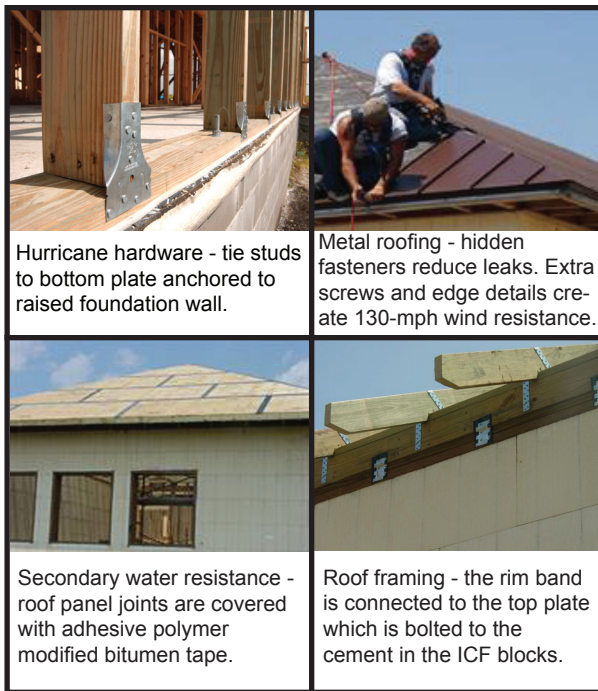 Hurricane hardware - tie studs
to bottom plate anchored to
raised foundation wall.
Metal roofing - hidden
fasteners reduce leaks. Extra
screws and edge details cre-
ate 130-mph wind resistance.
Secondary water resistance -
roof panel joints are covered
with adhesive polymer
modified bitumen tape.
Roof framing - the rim band
is connected to the top plate
which is bolted to the
cement in the ICF blocks.